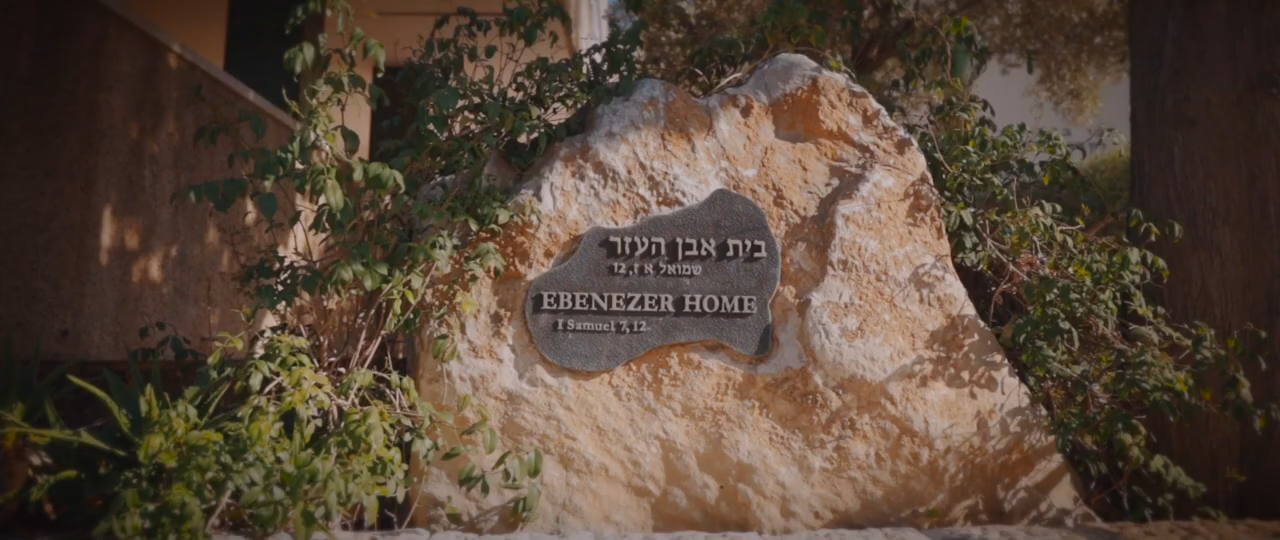 בית אבן העזר
שמואל א ז, 12
EBENEZER HOME
I Samuel 7, 12